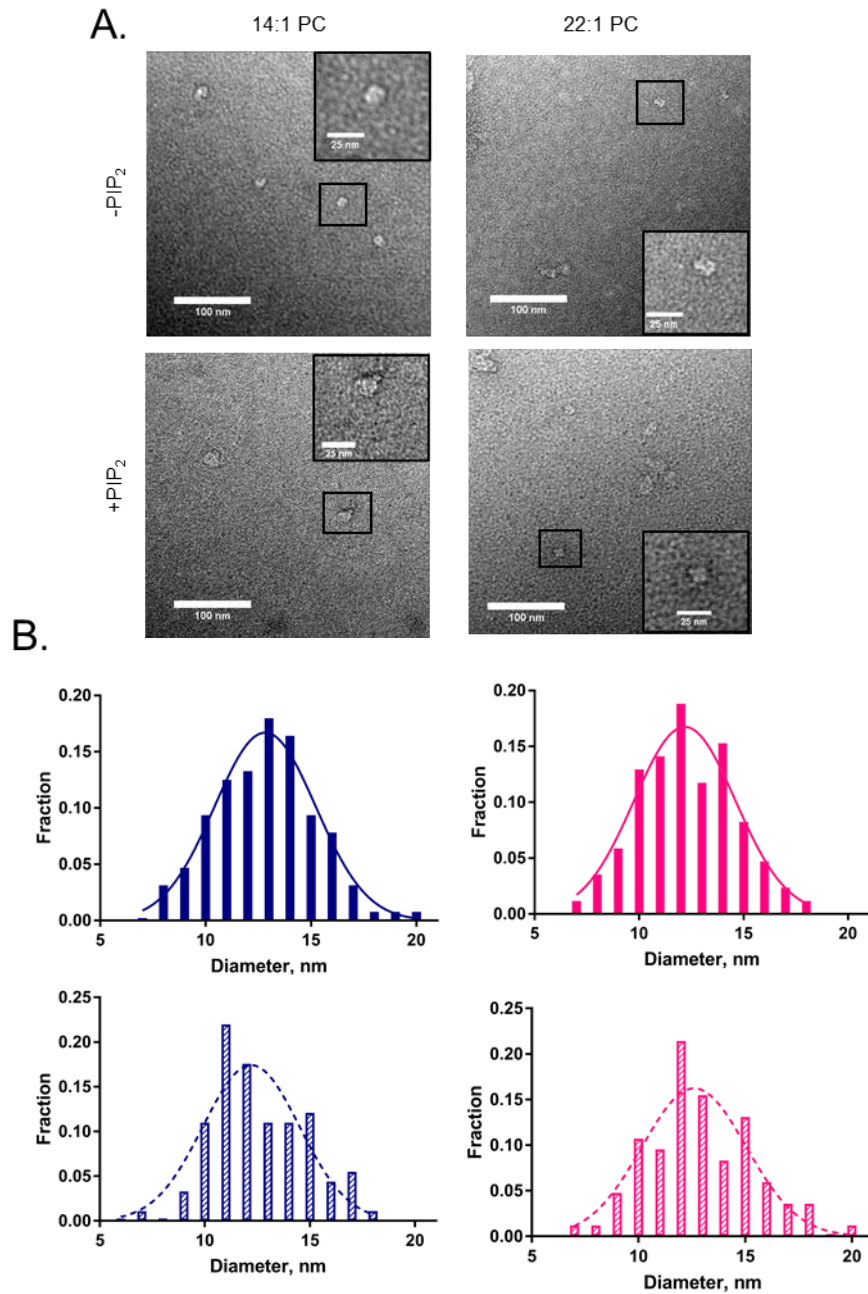 A.
14:1 PC
22:1 PC
-PIP₂
25 nm
100 nm
25 nm
100 nm
+PIP₂
25 nm
100 nm
25 nm
100 nm
B.
0.20
0.15
0.10
0.05
0.00
Fraction
5 10 15 20
Diameter, nm
0.20
0.15
0.10
0.05
0.00
Fraction
5 10 15 20
Diameter, nm
0.25
0.20
0.15
0.10
0.05
0.00
Fraction
5 10 15 20
Diameter, nm
0.25
0.20
0.15
0.10
0.05
0.00
Fraction
5 10 15 20
Diameter, nm